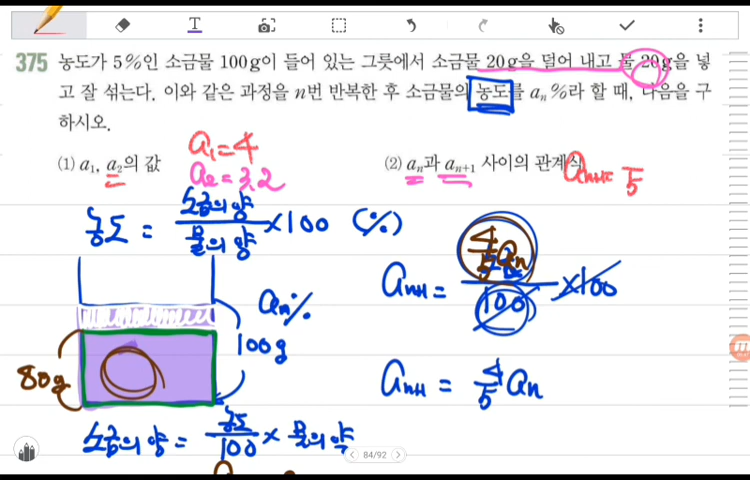 T
375 농도가 5%인 소금물 100g이 들어 있는 그릇에서 소금물 20g을 덜어 내고 물 20g을 넣
고 잘 섞는다. 이와 같은 과정을 n번 반복한 후 소금물의 농도를 aₙ%라 할 때, 다음을 구
하시오.
(1) a₁, a₂의 값
a₁=4
a₂=3.2
(2) aₙ과 aₙ₊₁ 사이의 관계식
aₙ₊₁=
5
농도 = 소금의 양/물의 양 ×100 (%)
aₙ₊₁ = 4/5 aₙ/100 ×100
aₙ%
100g
80g
aₙ₊₁ = 4/5 aₙ
소금의 양 = 농도/100 × 물의 양
84/92